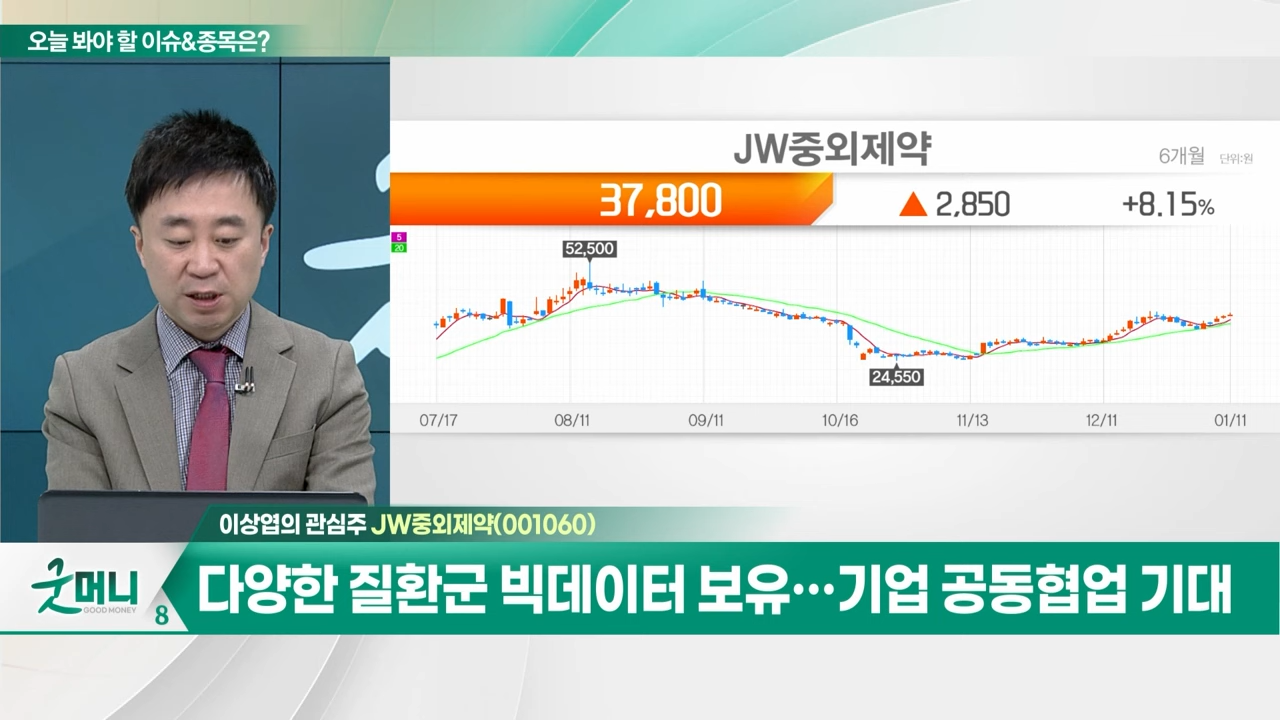 오늘 봐야 할 이슈&종목은?
JW중외제약
6개월 단위:원
37,800 ▲ 2,850 +8.15%
5
20
52,500
24,550
07/17 08/11 09/11 10/16 11/13 12/11 01/11
이상엽의 관심주 JW중외제약(001060)
굿머니
GOOD MONEY
8
다양한 질환군 빅데이터 보유…기업 공동협업 기대